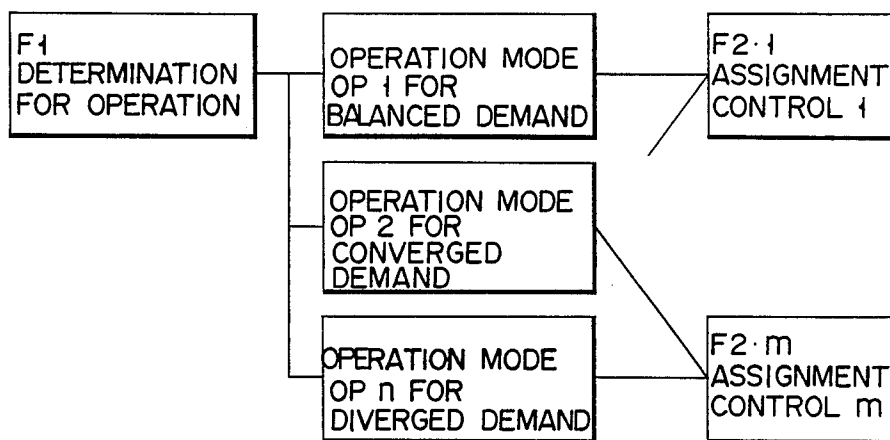 F1
DETERMINATION
FOR OPERATION
OPERATION MODE
OP 1 FOR
BALANCED DEMAND
OPERATION MODE
OP 2 FOR
CONVERGED
DEMAND
OPERATION MODE
OP n FOR
DIVERGED DEMAND
F2·1
ASSIGNMENT
CONTROL 1
F2·m
ASSIGNMENT
CONTROL m